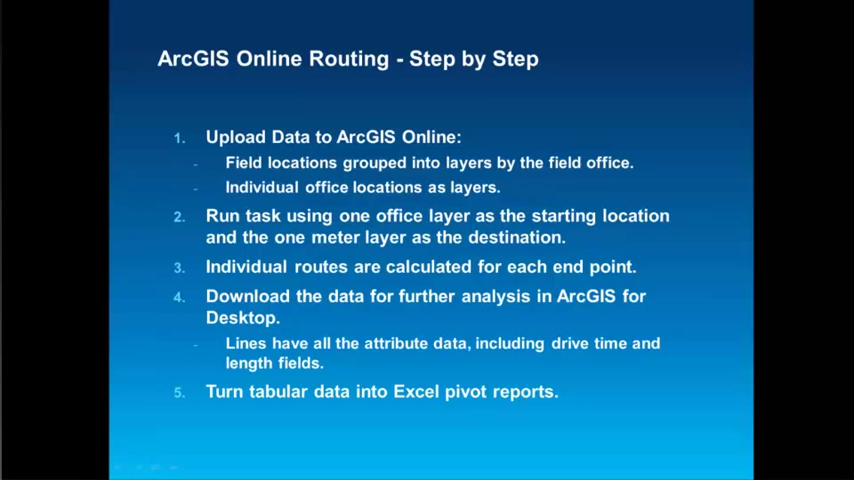 ArcGIS Online Routing - Step by Step
1. Upload Data to ArcGIS Online:
- Field locations grouped into layers by the field office.
- Individual office locations as layers.
2. Run task using one office layer as the starting location
and the one meter layer as the destination.
3. Individual routes are calculated for each end point.
4. Download the data for further analysis in ArcGIS for
Desktop.
- Lines have all the attribute data, including drive time and
length fields.
5. Turn tabular data into Excel pivot reports.